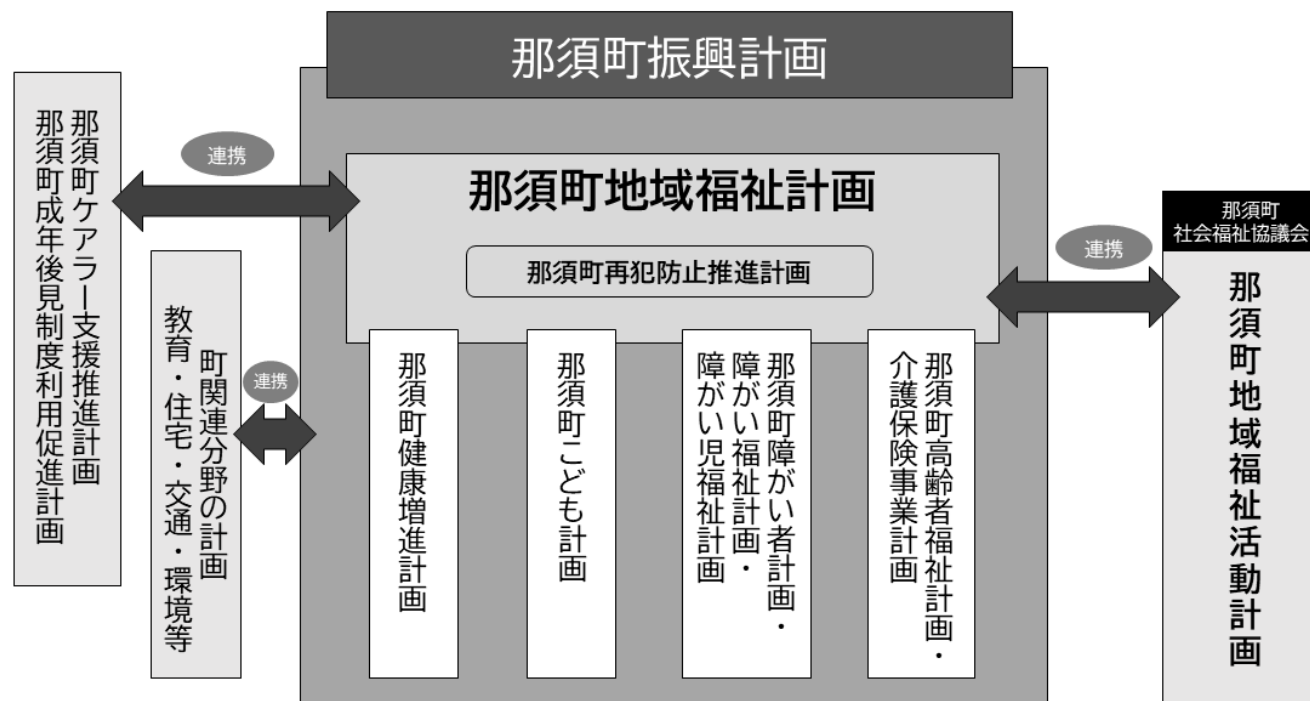 那須町振興計画
那須町ケアラー支援推進計画
那須町成年後見制度利用促進計画
連携
那須町地域福祉計画
那須町再犯防止推進計画
連携
那須町
社会福祉協議会
那須町地域福祉活動計画
町関連分野の計画
教育・住宅・交通・環境等
連携
那須町健康増進計画
那須町こども計画
那須町障がい者計画・
障がい福祉計画・
障がい児福祉計画
那須町高齢者福祉計画・
介護保険事業計画